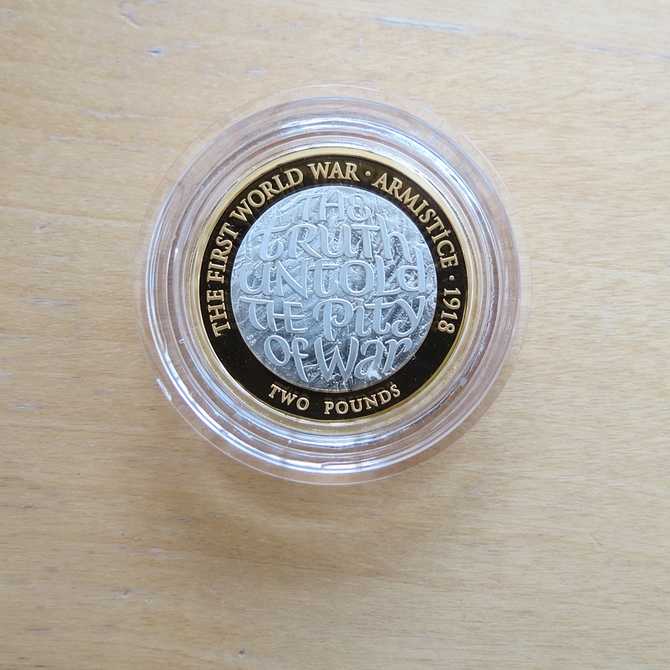 THE FIRST WORLD WAR · ARMISTICE · 1918
THE
TRUTH
UNTOLD
THE PITY
OF WAR
TWO POUNDS